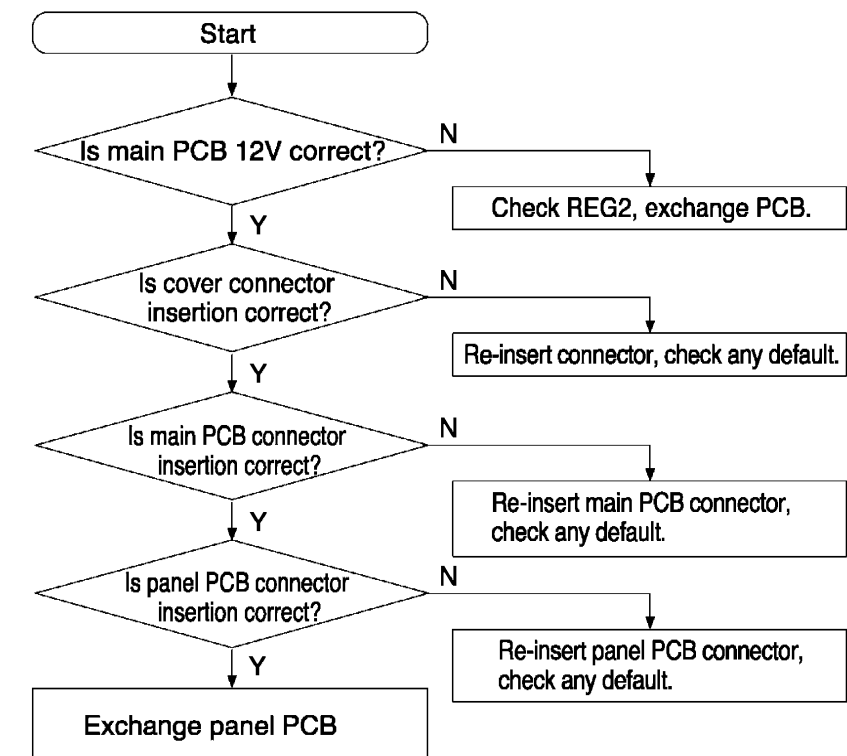 Start
Is main PCB 12V correct?
N
Check REG2, exchange PCB.
Y
Is cover connector
insertion correct?
N
Re-insert connector, check any default.
Y
Is main PCB connector
insertion correct?
N
Re-insert main PCB connector,
check any default.
Y
Is panel PCB connector
insertion correct?
N
Re-insert panel PCB connector,
check any default.
Y
Exchange panel PCB